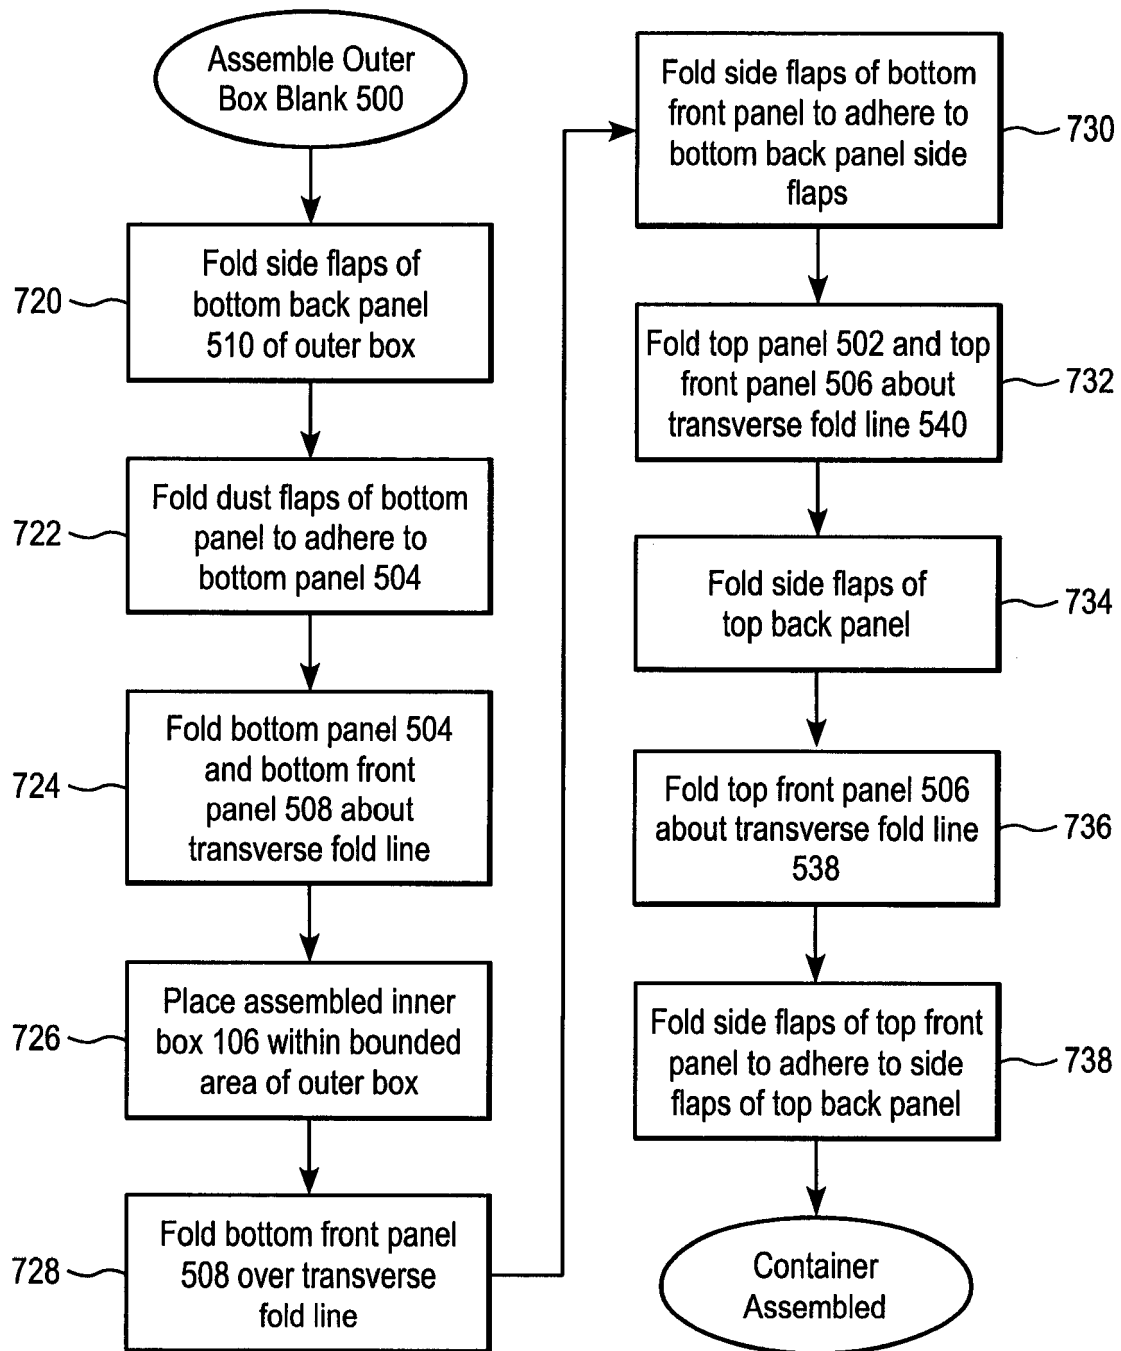 Assemble Outer
Box Blank 500
720
Fold side flaps of
bottom back panel
510 of outer box
722
Fold dust flaps of bottom
panel to adhere to
bottom panel 504
724
Fold bottom panel 504
and bottom front
panel 508 about
transverse fold line
726
Place assembled inner
box 106 within bounded
area of outer box
728
Fold bottom front panel
508 over transverse
fold line
Fold side flaps of bottom
front panel to adhere to
bottom back panel side
flaps
730
Fold top panel 502 and top
front panel 506 about
transverse fold line 540
732
Fold side flaps of
top back panel
734
Fold top front panel 506
about transverse fold line
538
736
Fold side flaps of top front
panel to adhere to side
flaps of top back panel
738
Container
Assembled